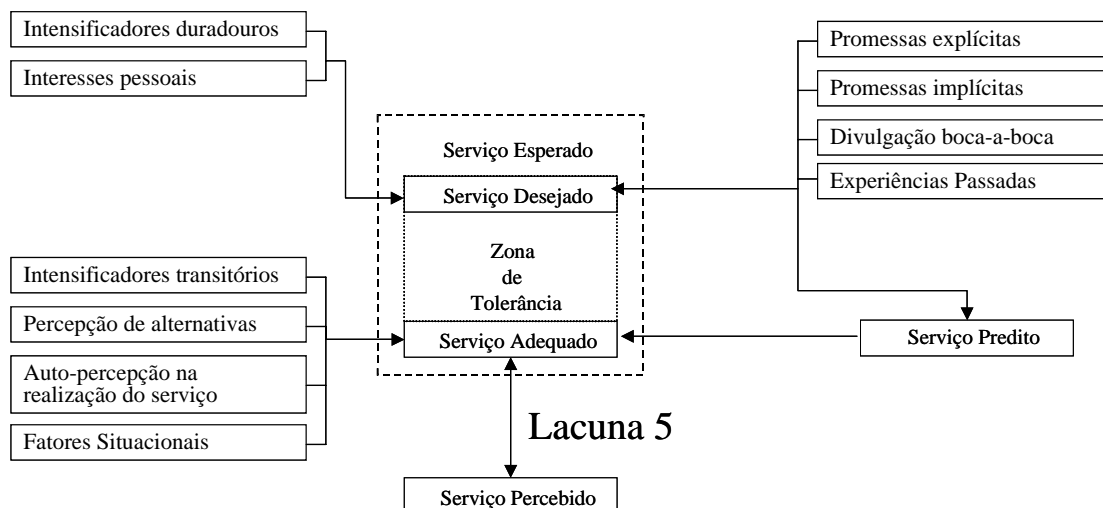 Intensificadores duradouros
Interesses pessoais
Promessas explícitas
Promessas implícitas
Divulgação boca-a-boca
Experiências Passadas
Serviço Esperado
Serviço Desejado
Zona
de
Tolerância
Serviço Adequado
Intensificadores transitórios
Percepção de alternativas
Auto-percepção na
realização do serviço
Fatores Situacionais
Serviço Predito
Lacuna 5
Serviço Percebido